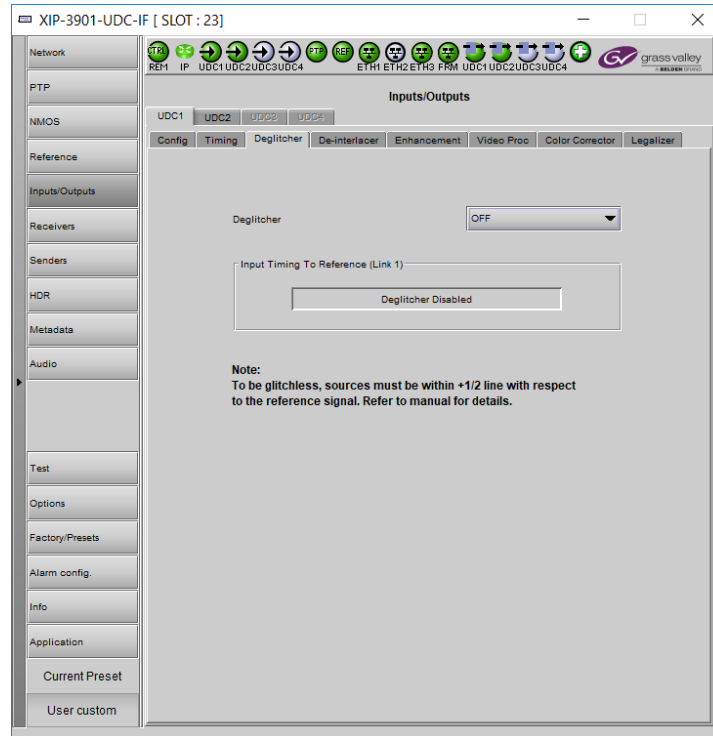 XIP-3901-UDC-IF [ SLOT : 23]
Network
PTP
NMOS
Reference
Inputs/Outputs
Receivers
Senders
HDR
Metadata
Audio
Test
Options
Factory/Presets
Alarm config.
Info
Application
Current Preset
User custom
CTRL PTP REF
REM IP UDC1 UDC2 UDC3 UDC4 ETH1 ETH2 ETH3 FRM UDC1 UDC2 UDC3 UDC4
GV grass valley
A BELDEN BRAND
Inputs/Outputs
UDC1 UDC2 UDC3 UDC4
Config Timing Deglitcher De-interlacer Enhancement Video Proc Color Corrector Legalizer
Deglitcher OFF
Input Timing To Reference (Link 1)
Deglitcher Disabled
Note:
To be glitchless, sources must be within +1/2 line with respect
to the reference signal. Refer to manual for details.